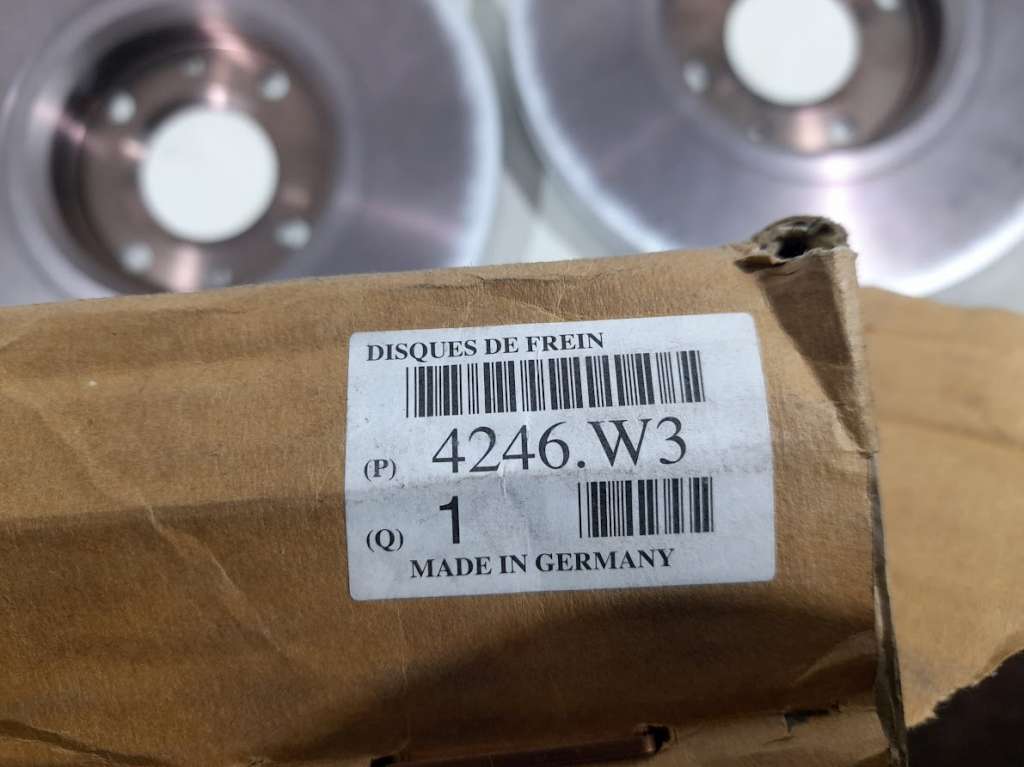 DISQUES DE FREIN
(P) 4246.W3
(Q) 1
MADE IN GERMANY